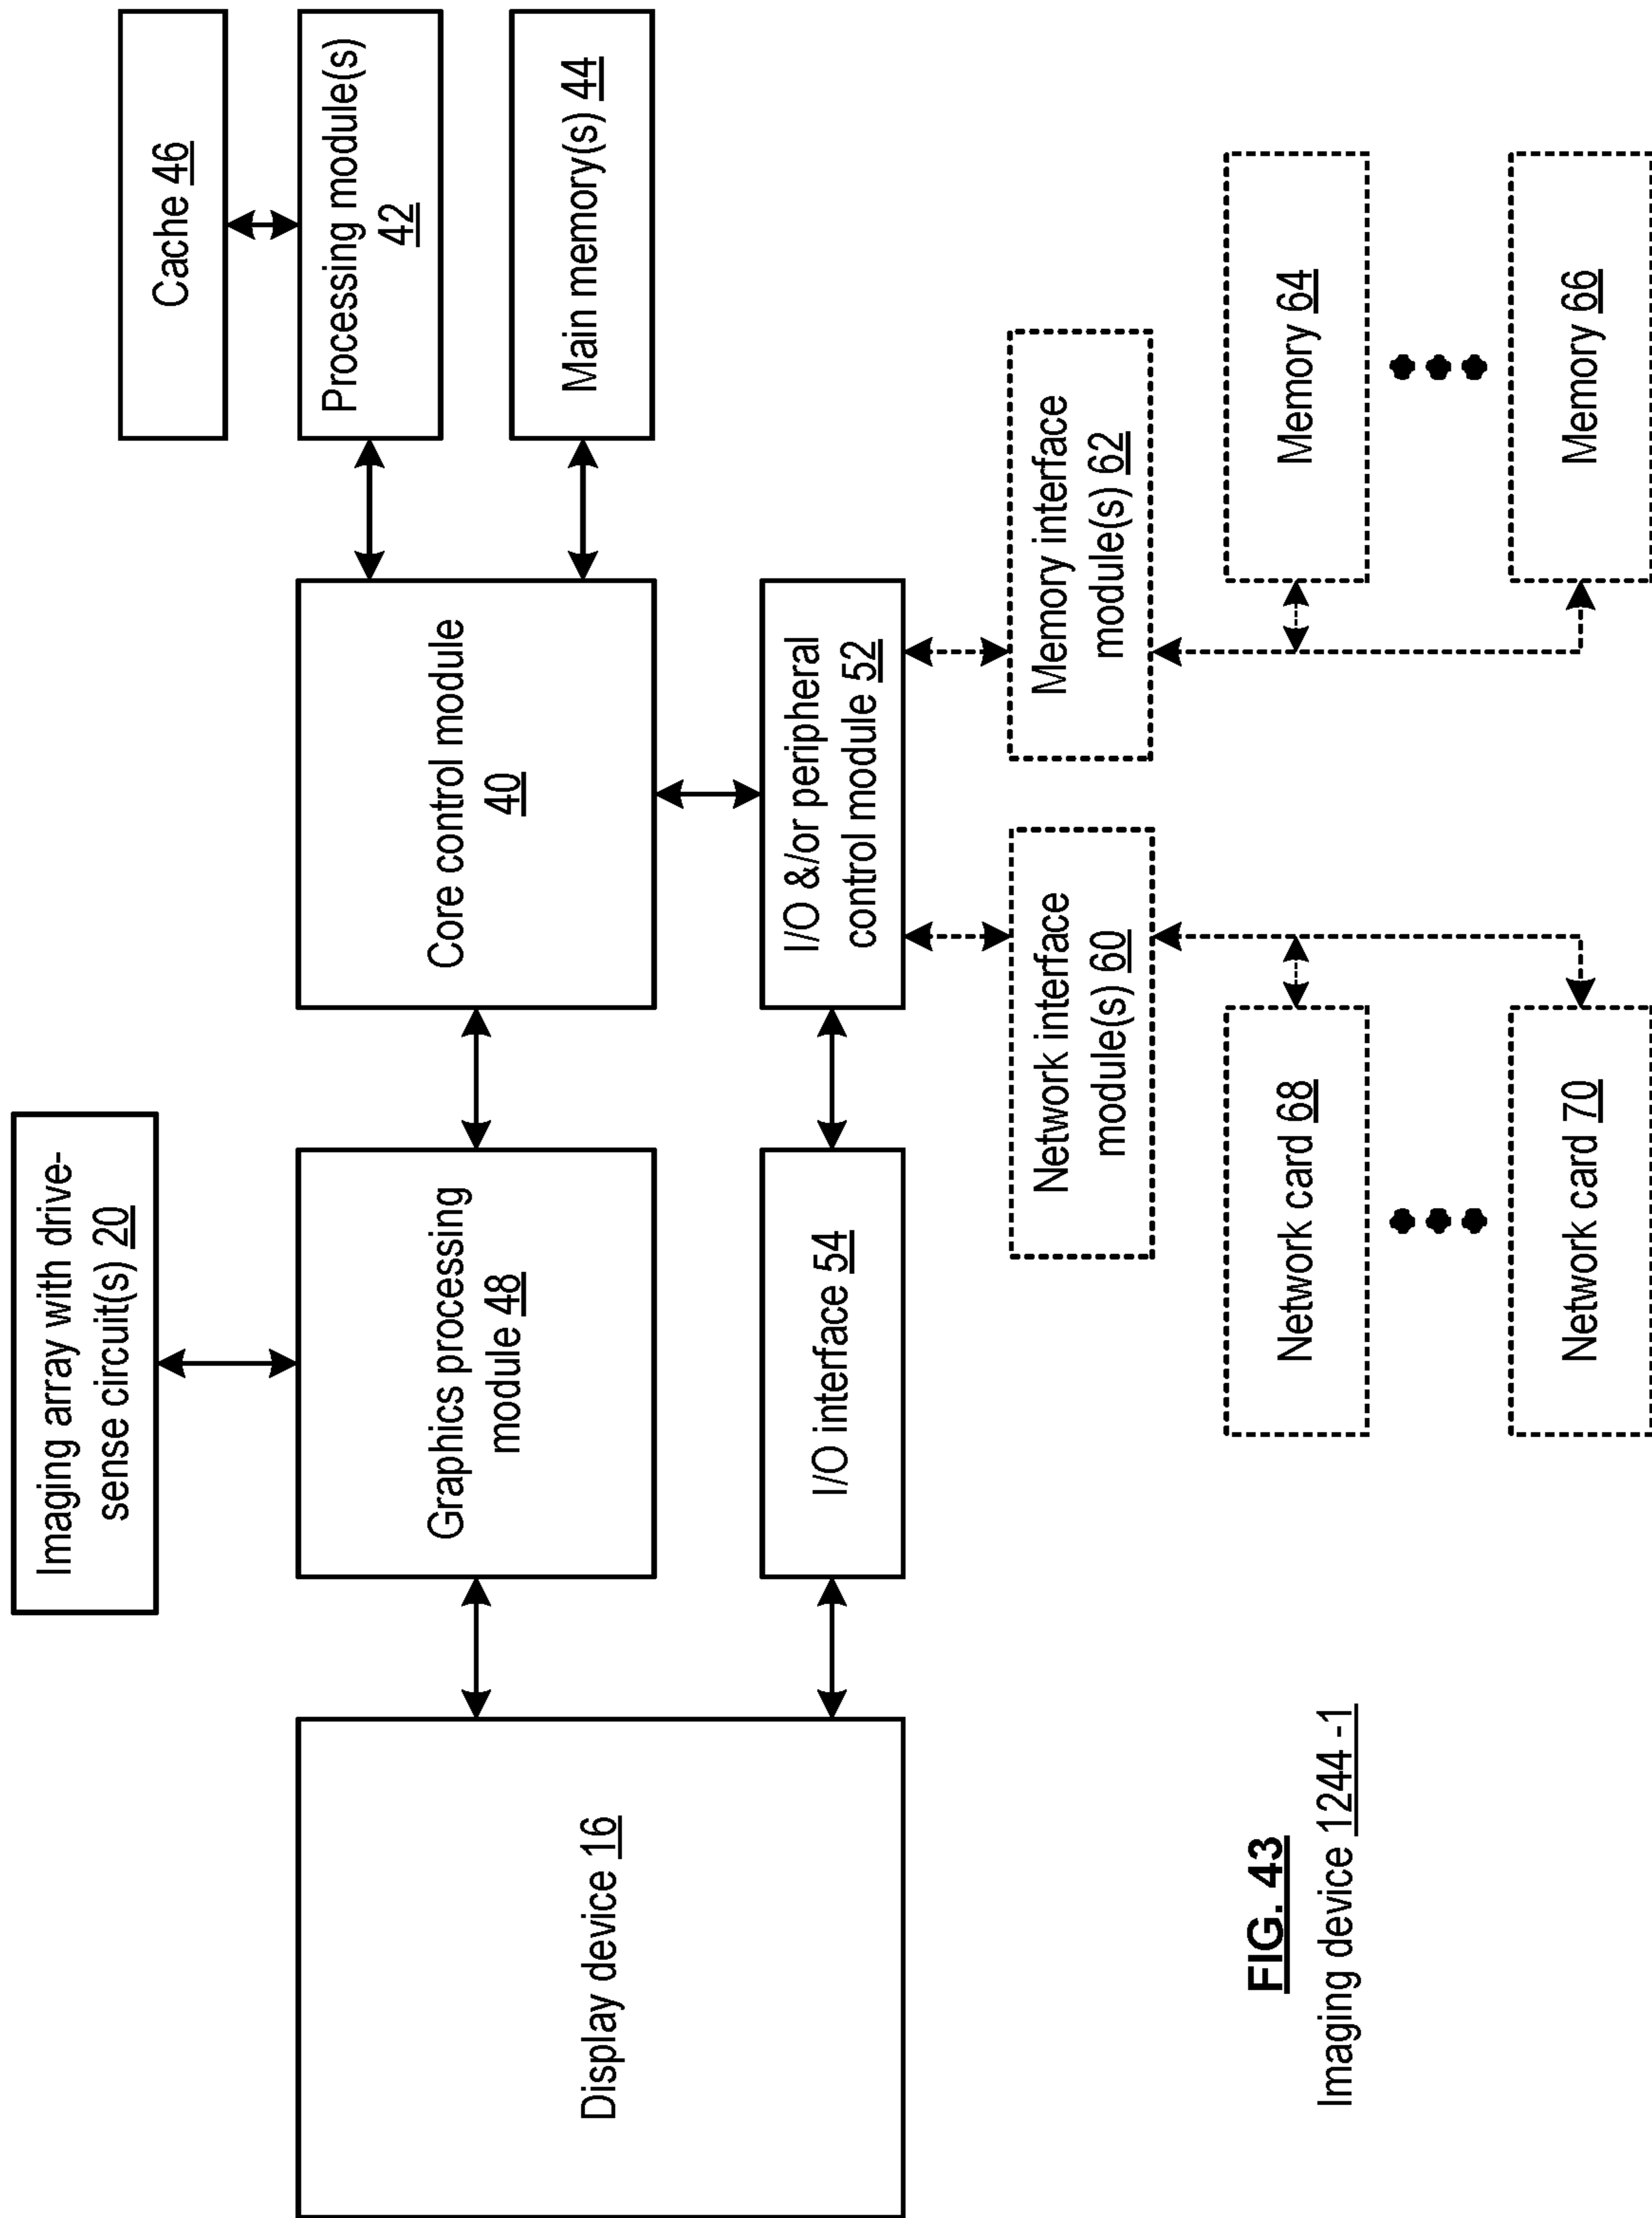 Imaging array with drive-
sense circuit(s) 20
Cache 46
Processing module(s)
42
Main memory(s) 44
Core control module
40
Graphics processing
module 48
Display device 16
I/O interface 54
I/O &/or peripheral
control module 52
Network interface
module(s) 60
Memory interface
module(s) 62
Network card 68
Memory 64
Network card 70
Memory 66
FIG. 43
Imaging device 1244 -1